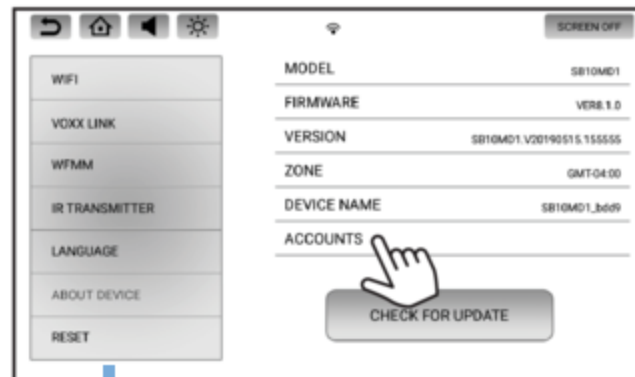 SCREEN OFF
WIFI
VOXX LINK
WFMM
IR TRANSMITTER
LANGUAGE
ABOUT DEVICE
RESET
MODEL SB10MD1
FIRMWARE VER8.1.0
VERSION SB10MD1.V20190515.155555
ZONE GMT-04:00
DEVICE NAME SB10MD1_bdd9
ACCOUNTS
CHECK FOR UPDATE